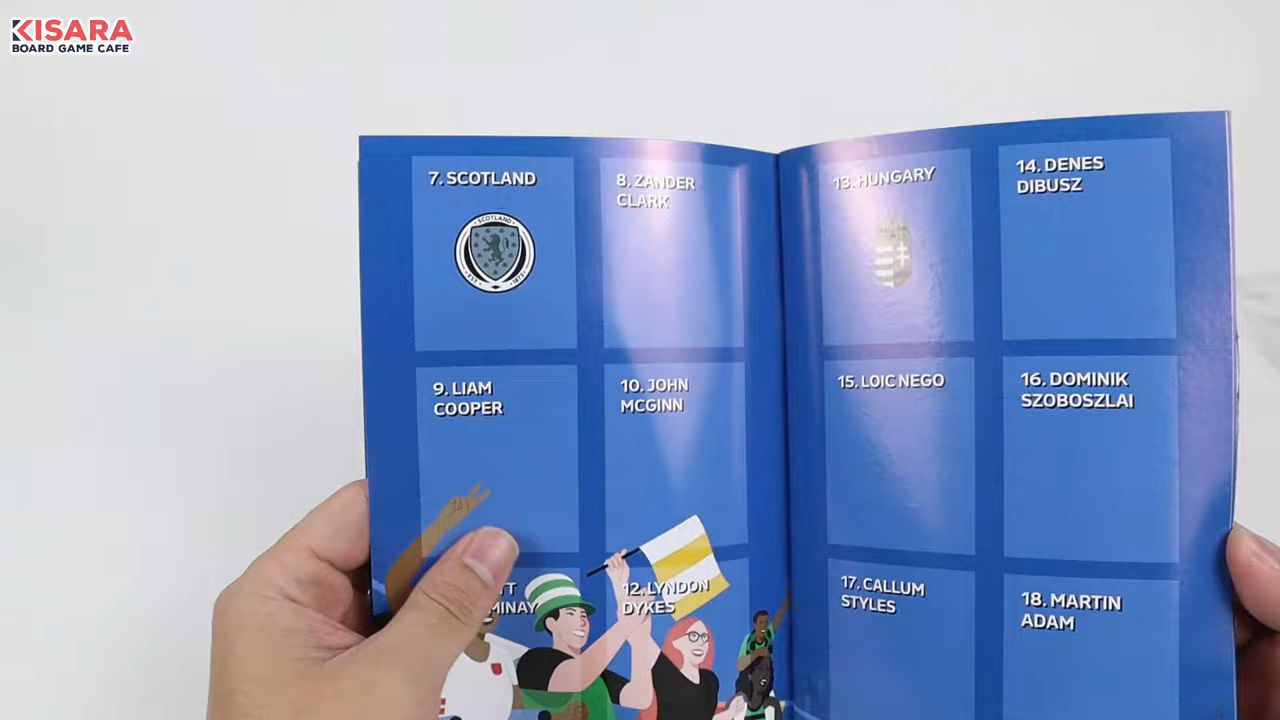 KISARA
BOARD GAME CAFE
7. SCOTLAND
SCOTLAND
8. ZANDER
CLARK
9. LIAM
COOPER
10. JOHN
MCGINN
12. LYNDON
DYKES
13. HUNGARY
14. DENES
DIBUSZ
15. LOIC NEGO
16. DOMINIK
SZOBOSZLAI
17. CALLUM
STYLES
18. MARTIN
ADAM